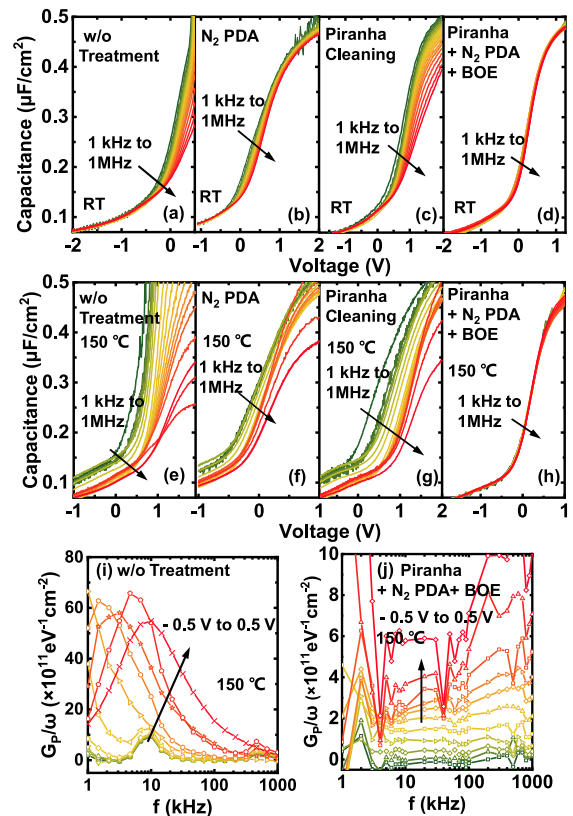 0.5
0.4
0.3
0.2
0.1
Capacitance (μF/cm²)
w/o
Treatment
1 kHz to
1MHz
RT
(a)
N₂ PDA
1 kHz to
1MHz
RT
(b)
Piranha
Cleaning
1 kHz to
1MHz
RT
(c)
Piranha
+ N₂ PDA
+ BOE
1 kHz to
1MHz
RT
(d)
-2 -1 0 0 1 2 -1 0 1 2 -1 0 1
Voltage (V)
0.5
0.4
0.3
0.2
0.1
Capacitance (μF/cm²)
w/o
Treatment
150 ℃
1 kHz to
1MHz
(e)
N₂ PDA
150 ℃
1 kHz to
1MHz
(f)
Piranha
Cleaning
150 ℃
1 kHz to
1MHz
(g)
Piranha
+ N₂ PDA
+ BOE
150 ℃
1 kHz to
1MHz
(h)
-1 0 1 -1 0 1 -1 0 1 2 -1 0 1
Voltage (V)
80
60
40
20
0
G_P/ω (×10¹¹eV⁻¹cm⁻²)
(i) w/o Treatment
- 0.5 V to 0.5 V
150 ℃
1 10 100 1000
f (kHz)
10
8
6
4
2
0
G_P/ω (×10¹¹eV⁻¹cm⁻²)
(j) Piranha
+ N₂ PDA+ BOE
- 0.5 V to 0.5 V
150 ℃
1 10 100 1000
f (kHz)